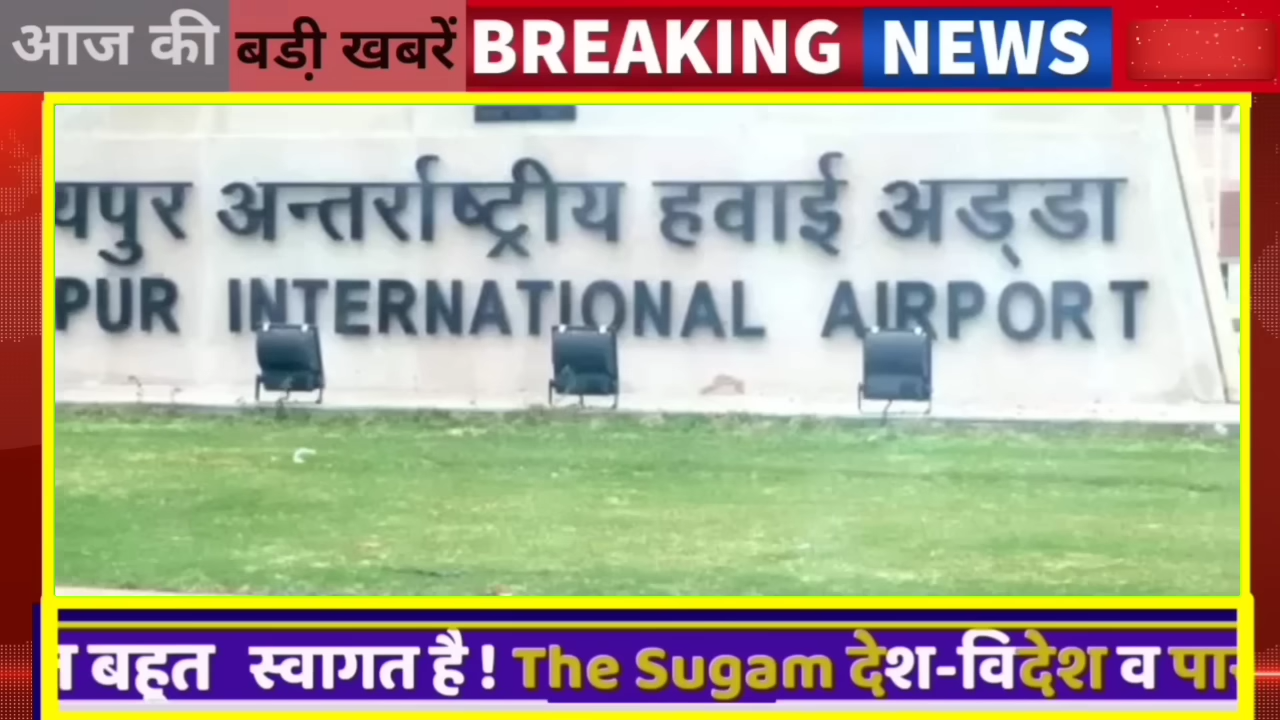 आज की बडी़ खबरें BREAKING NEWS
यपुर अन्तर्राष्ट्रीय हवाई अड्डा
PUR INTERNATIONAL AIRPORT
बहूत स्वागत है! The Sugam देश-विदेश व